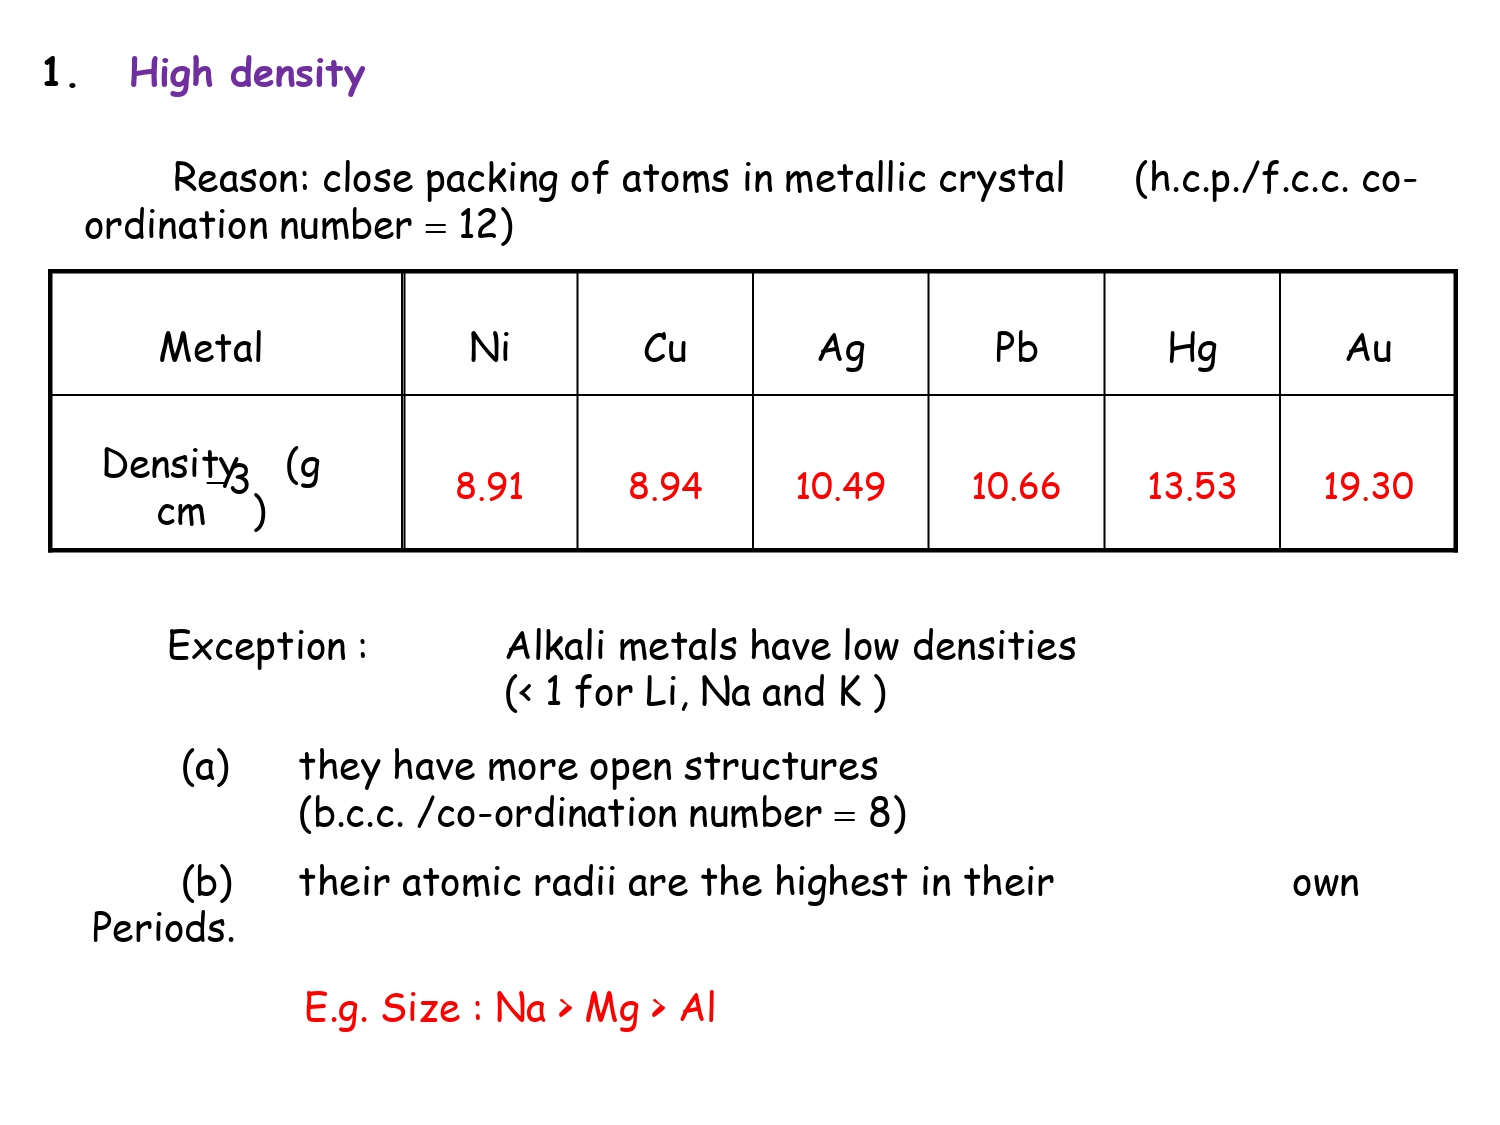 1. High density
Reason: close packing of atoms in metallic crystal (h.c.p./f.c.c. co-
ordination number = 12)
Metal Ni Cu Ag Pb Hg Au
Density (g
cm–3)
8.91 8.94 10.49 10.66 13.53 19.30
Exception : Alkali metals have low densities
(< 1 for Li, Na and K )
(a) they have more open structures
(b.c.c. /co-ordination number = 8)
(b) their atomic radii are the highest in their own
Periods.
E.g. Size : Na > Mg > Al